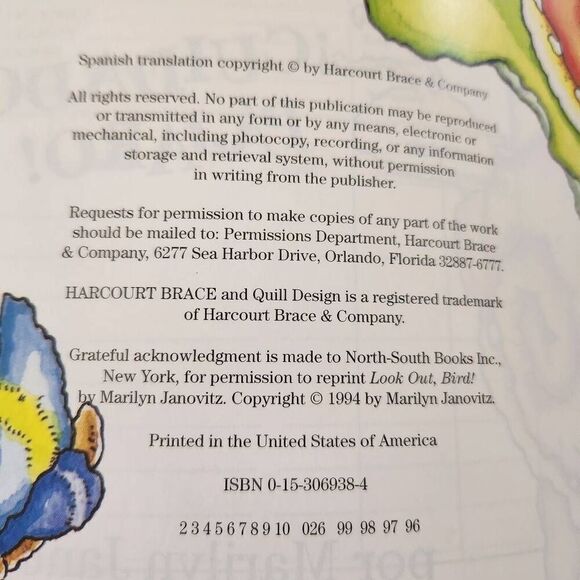 Spanish translation copyright © by Harcourt Brace & Company
All rights reserved. No part of this publication may be reproduced
or transmitted in any form or by any means, electronic or
mechanical, including photocopy, recording, or any information
storage and retrieval system, without permission
in writing from the publisher.
Requests for permission to make copies of any part of the work
should be mailed to: Permissions Department, Harcourt Brace
& Company, 6277 Sea Harbor Drive, Orlando, Florida 32887-6777.
HARCOURT BRACE and Quill Design is a registered trademark
of Harcourt Brace & Company.
Grateful acknowledgment is made to North-South Books Inc.,
New York, for permission to reprint Look Out, Bird!
by Marilyn Janovitz. Copyright © 1994 by Marilyn Janovitz.
Printed in the United States of America
ISBN 0-15-306938-4
2 3 4 5 6 7 8 9 10 026 99 98 97 96
por Marilyn Jan